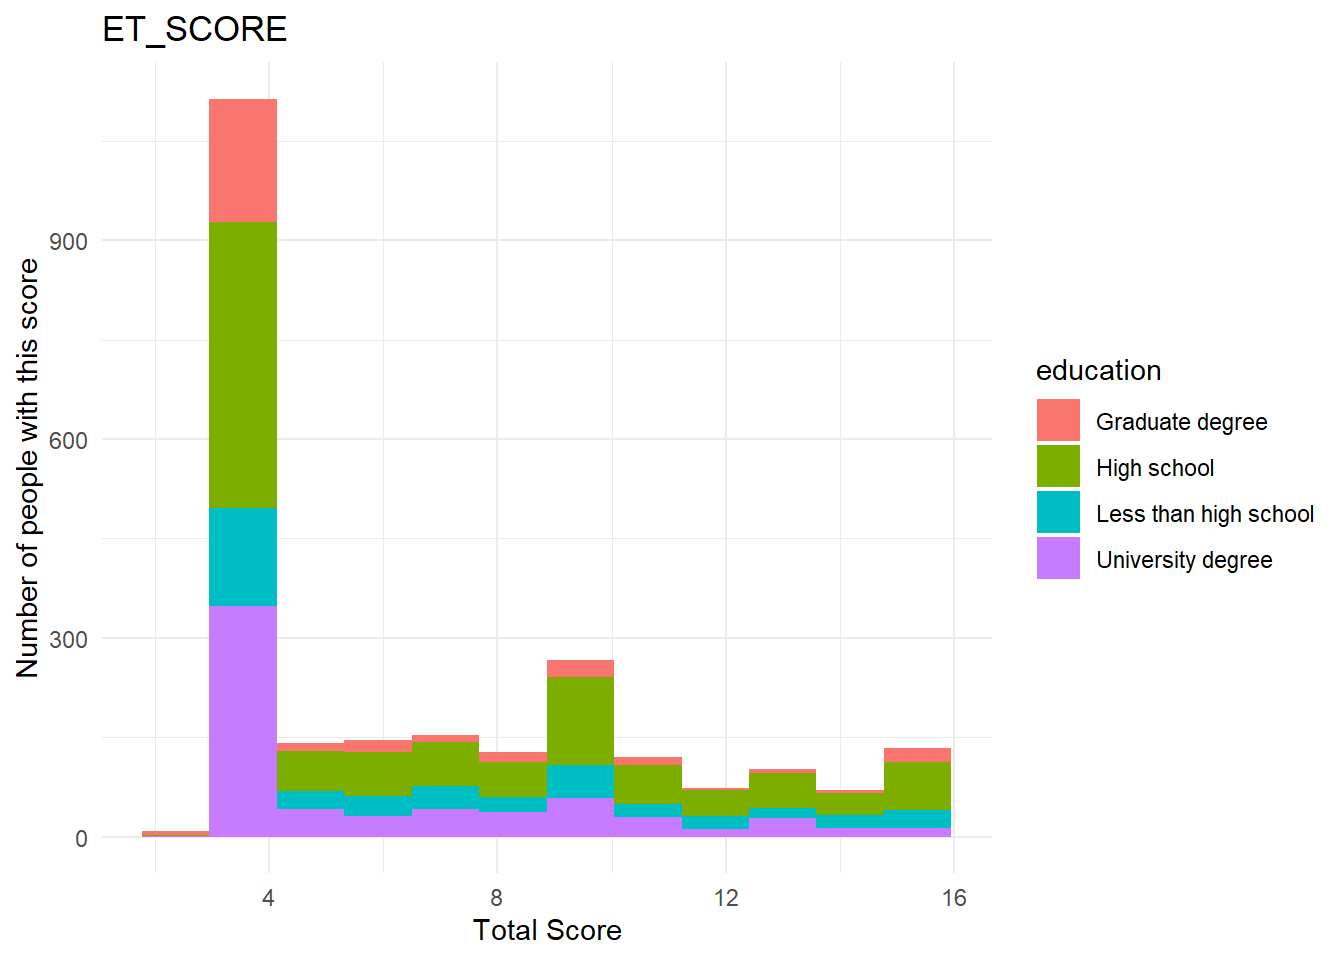 ET_SCORE
Number of people with this score
900
600
300
0
4
8
12
16
Total Score
education
Graduate degree
High school
Less than high school
University degree